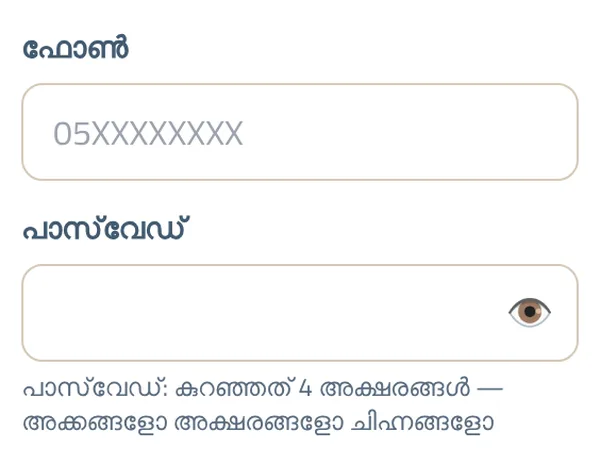 ഫോൺ
05XXXXXXXX
പാസ്‌വേഡ്
പാസ്‌വേഡ്: കുറഞ്ഞത് 4 അക്ഷരങ്ങൾ —
അക്കങ്ങളോ അക്ഷരങ്ങളോ ചിഹ്നങ്ങളോ